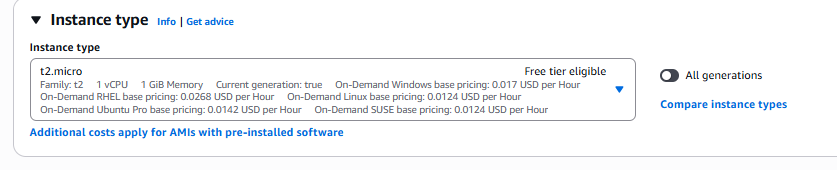 Instance type Info | Get advice
Instance type
t2.micro Free tier eligible
Family: t2 1 vCPU 1 GiB Memory Current generation: true On-Demand Windows base pricing: 0.017 USD per Hour
On-Demand RHEL base pricing: 0.0268 USD per Hour On-Demand Linux base pricing: 0.0124 USD per Hour
On-Demand Ubuntu Pro base pricing: 0.0142 USD per Hour On-Demand SUSE base pricing: 0.0124 USD per Hour
All generations
Compare instance types
Additional costs apply for AMIs with pre-installed software